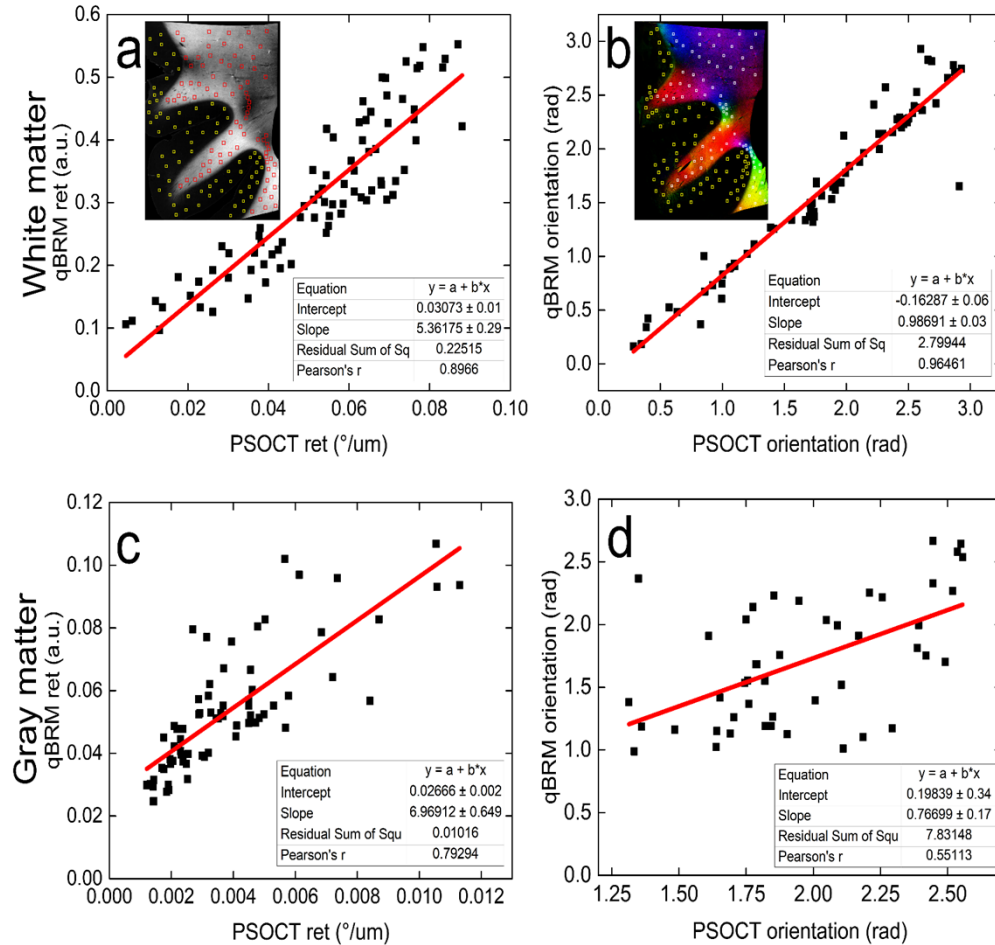 a
White matter
qBRM ret (a.u.)
0.6
0.5
0.4
0.3
0.2
0.1
0.0
Equation y = a + b*x
Intercept 0.03073 ± 0.01
Slope 5.36175 ± 0.29
Residual Sum of Sq 0.22515
Pearson's r 0.8966
0.00 0.02 0.04 0.06 0.08 0.10
PSOCT ret (°/um)
b
qBRM orientation (rad)
3.0
2.5
2.0
1.5
1.0
0.5
0.0
Equation y = a + b*x
Intercept -0.16287 ± 0.06
Slope 0.98691 ± 0.03
Residual Sum of Sq 2.79944
Pearson's r 0.96461
0.0 0.5 1.0 1.5 2.0 2.5 3.0
PSOCT orientation (rad)
c
Gray matter
qBRM ret (a.u.)
0.12
0.10
0.08
0.06
0.04
0.02
0.00
Equation y = a + b*x
Intercept 0.02666 ± 0.002
Slope 6.96912 ± 0.649
Residual Sum of Squ 0.01016
Pearson's r 0.79294
0.000 0.002 0.004 0.006 0.008 0.010 0.012
PSOCT ret (°/um)
d
qBRM orientation (rad)
3.0
2.5
2.0
1.5
1.0
0.5
0.0
Equation y = a + b*x
Intercept 0.19839 ± 0.34
Slope 0.76699 ± 0.17
Residual Sum of Squ 7.83148
Pearson's r 0.55113
1.25 1.50 1.75 2.00 2.25 2.50
PSOCT orientation (rad)